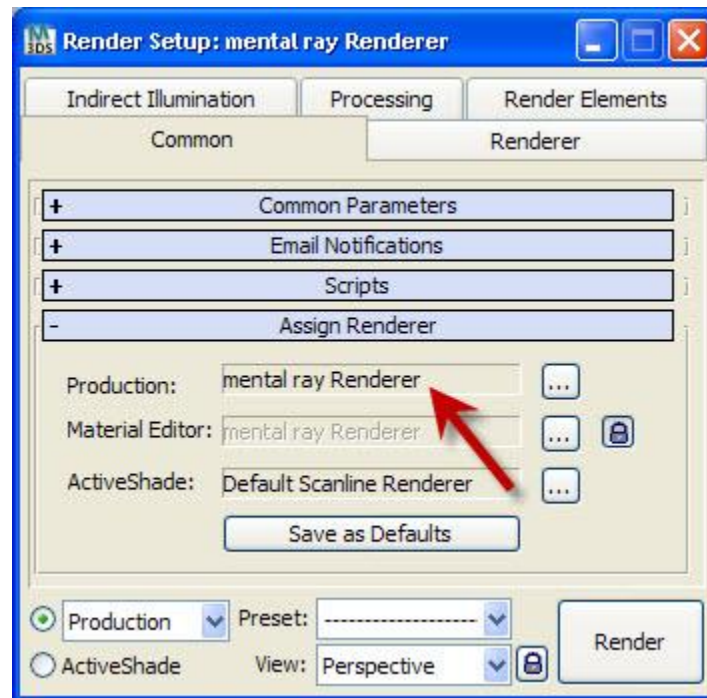 M
3DS
Render Setup: mental ray Renderer
Indirect Illumination Processing Render Elements
Common Renderer
+ Common Parameters
+ Email Notifications
+ Scripts
- Assign Renderer
Production: mental ray Renderer ...
Material Editor: mental ray Renderer ...
ActiveShade: Default Scanline Renderer ...
Save as Defaults
Production Preset: -------------------
ActiveShade View: Perspective
Render